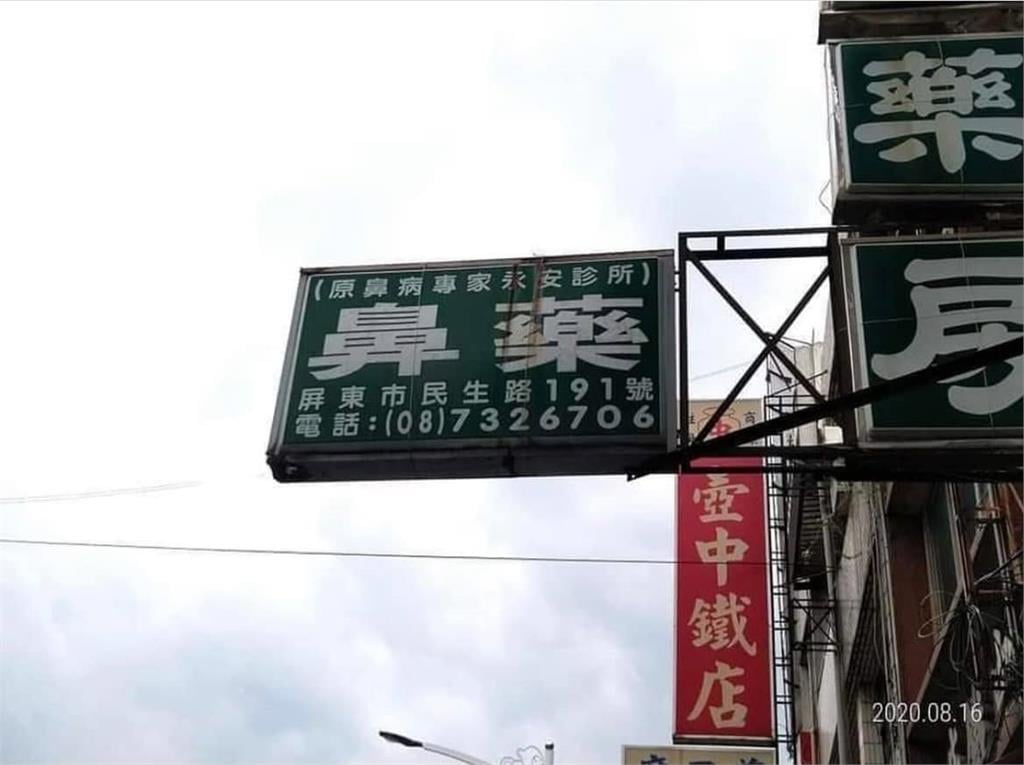 藥
房
(原鼻病專家永安診所)
鼻藥
屏東市民生路191號
電話:(08)7326706
壺中鐵店
2020.08.16